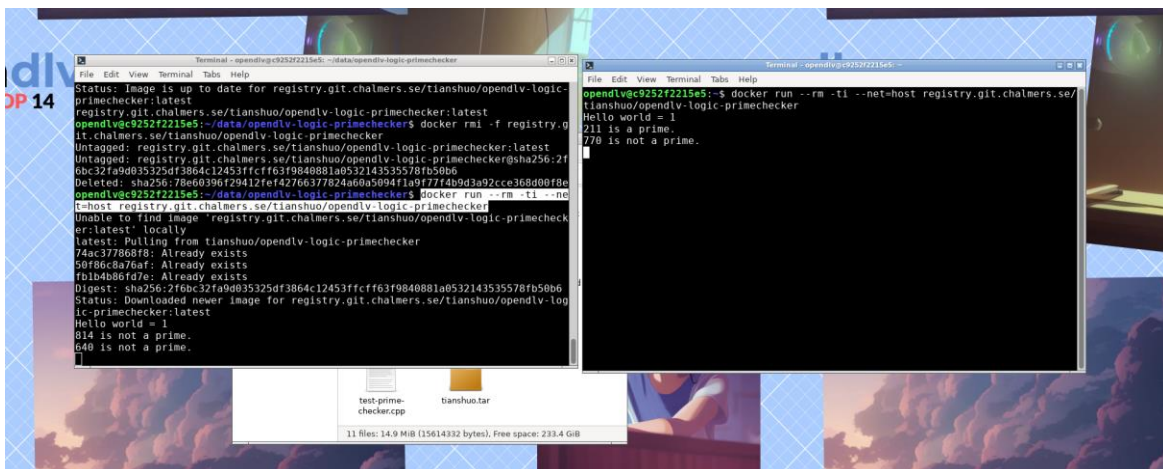 dlv
OP 14
Terminal - opendlv@c9252f2215e5: ~/data/opendlv-logic-primechecker
File Edit View Terminal Tabs Help
Status: Image is up to date for registry.git.chalmers.se/tianshuo/opendlv-logic-
primechecker:latest
registry.git.chalmers.se/tianshuo/opendlv-logic-primechecker:latest
opendlv@c9252f2215e5:~/data/opendlv-logic-primechecker$ docker rmi -f registry.g
it.chalmers.se/tianshuo/opendlv-logic-primechecker
Untagged: registry.git.chalmers.se/tianshuo/opendlv-logic-primechecker:latest
Untagged: registry.git.chalmers.se/tianshuo/opendlv-logic-primechecker@sha256:2f
6bc32fa9d035325df3864c12453ffcff63f9840881a0532143535578fb50b6
Deleted: sha256:78e60396f29412fef42766377824a60a5094f1a9f77f4b9d3a92cce368d00f8e
opendlv@c9252f2215e5:~/data/opendlv-logic-primechecker$ docker run --rm -ti --ne
t=host registry.git.chalmers.se/tianshuo/opendlv-logic-primechecker
Unable to find image 'registry.git.chalmers.se/tianshuo/opendlv-logic-primecheck
er:latest' locally
latest: Pulling from tianshuo/opendlv-logic-primechecker
74ac377868f8: Already exists
50f86c8a76af: Already exists
fb1b4b86fd7e: Already exists
Digest: sha256:2f6bc32fa9d035325df3864c12453ffcff63f9840881a0532143535578fb50b6
Status: Downloaded newer image for registry.git.chalmers.se/tianshuo/opendlv-log
ic-primechecker:latest
Hello world = 1
814 is not a prime.
640 is not a prime.
Terminal - opendlv@c9252f2215e5: ~
File Edit View Terminal Tabs Help
opendlv@c9252f2215e5:~$ docker run --rm -ti --net=host registry.git.chalmers.se/
tianshuo/opendlv-logic-primechecker
Hello world = 1
211 is a prime.
770 is not a prime.
test-prime-
checker.cpp
tianshuo.tar
11 files: 14.9 MiB (15614332 bytes), Free space: 233.4 GiB